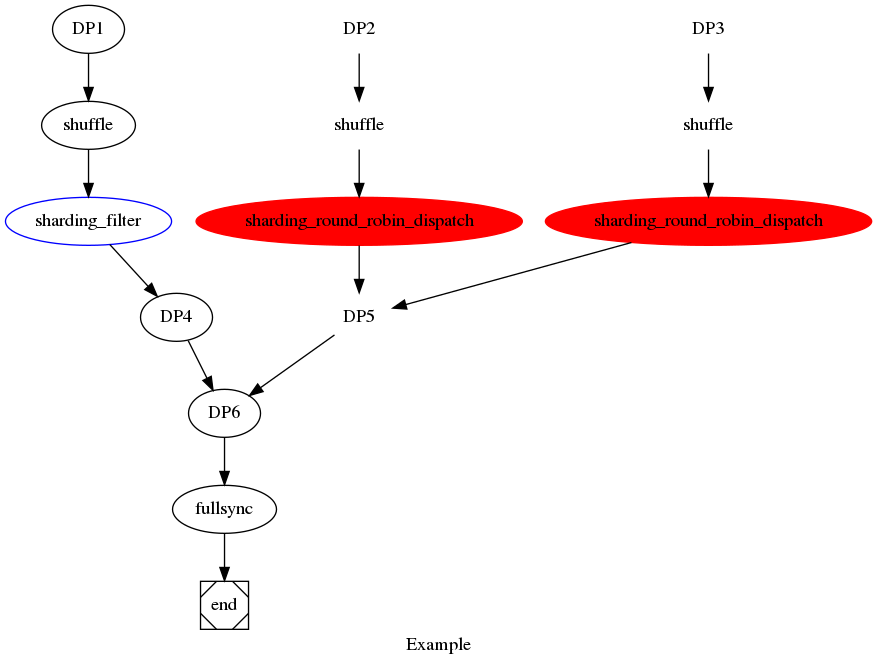 DP1
DP2
DP3
shuffle
shuffle
shuffle
sharding_filter
sharding_round_robin_dispatch
sharding_round_robin_dispatch
DP4
DP5
DP6
fullsync
end
Example